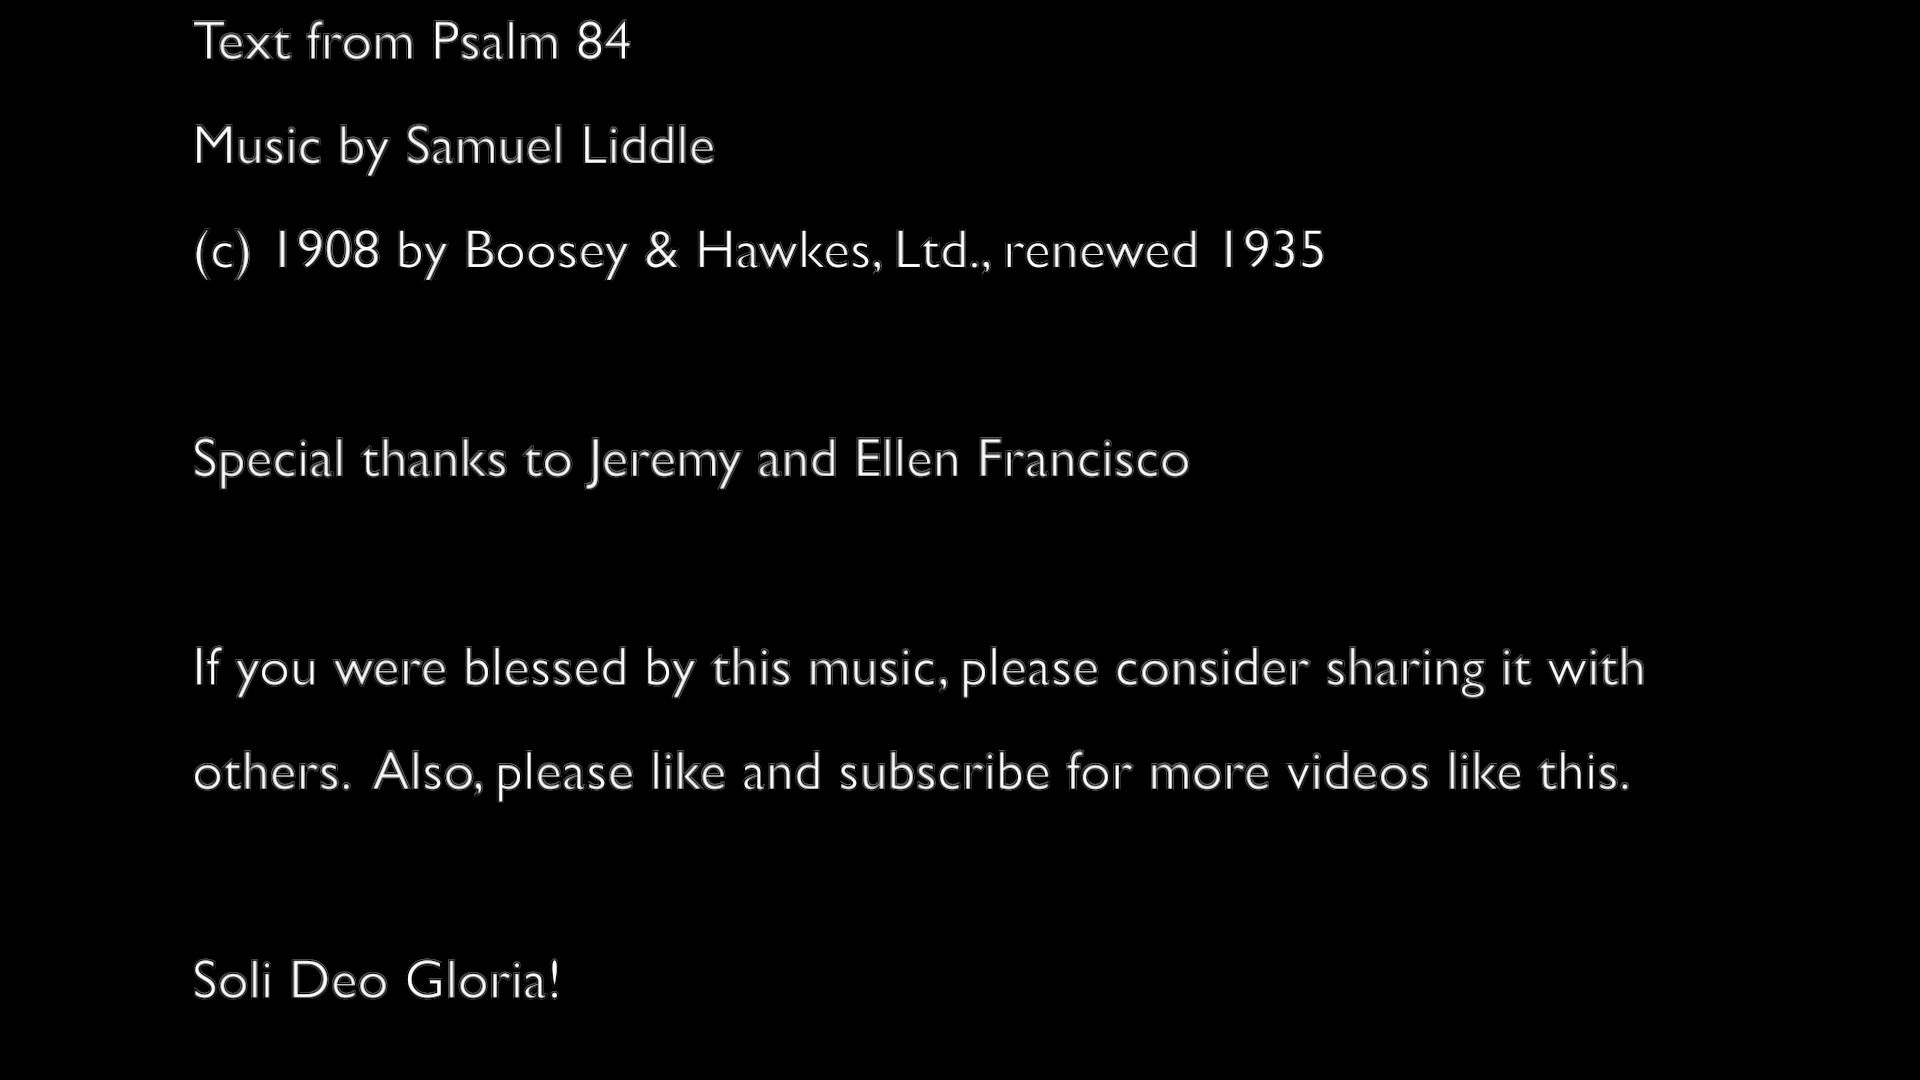 Text from Psalm 84
Music by Samuel Liddle
(c) 1908 by Boosey & Hawkes, Ltd., renewed 1935
Special thanks to Jeremy and Ellen Francisco
If you were blessed by this music, please consider sharing it with
others.  Also, please like and subscribe for more videos like this.
Soli Deo Gloria!